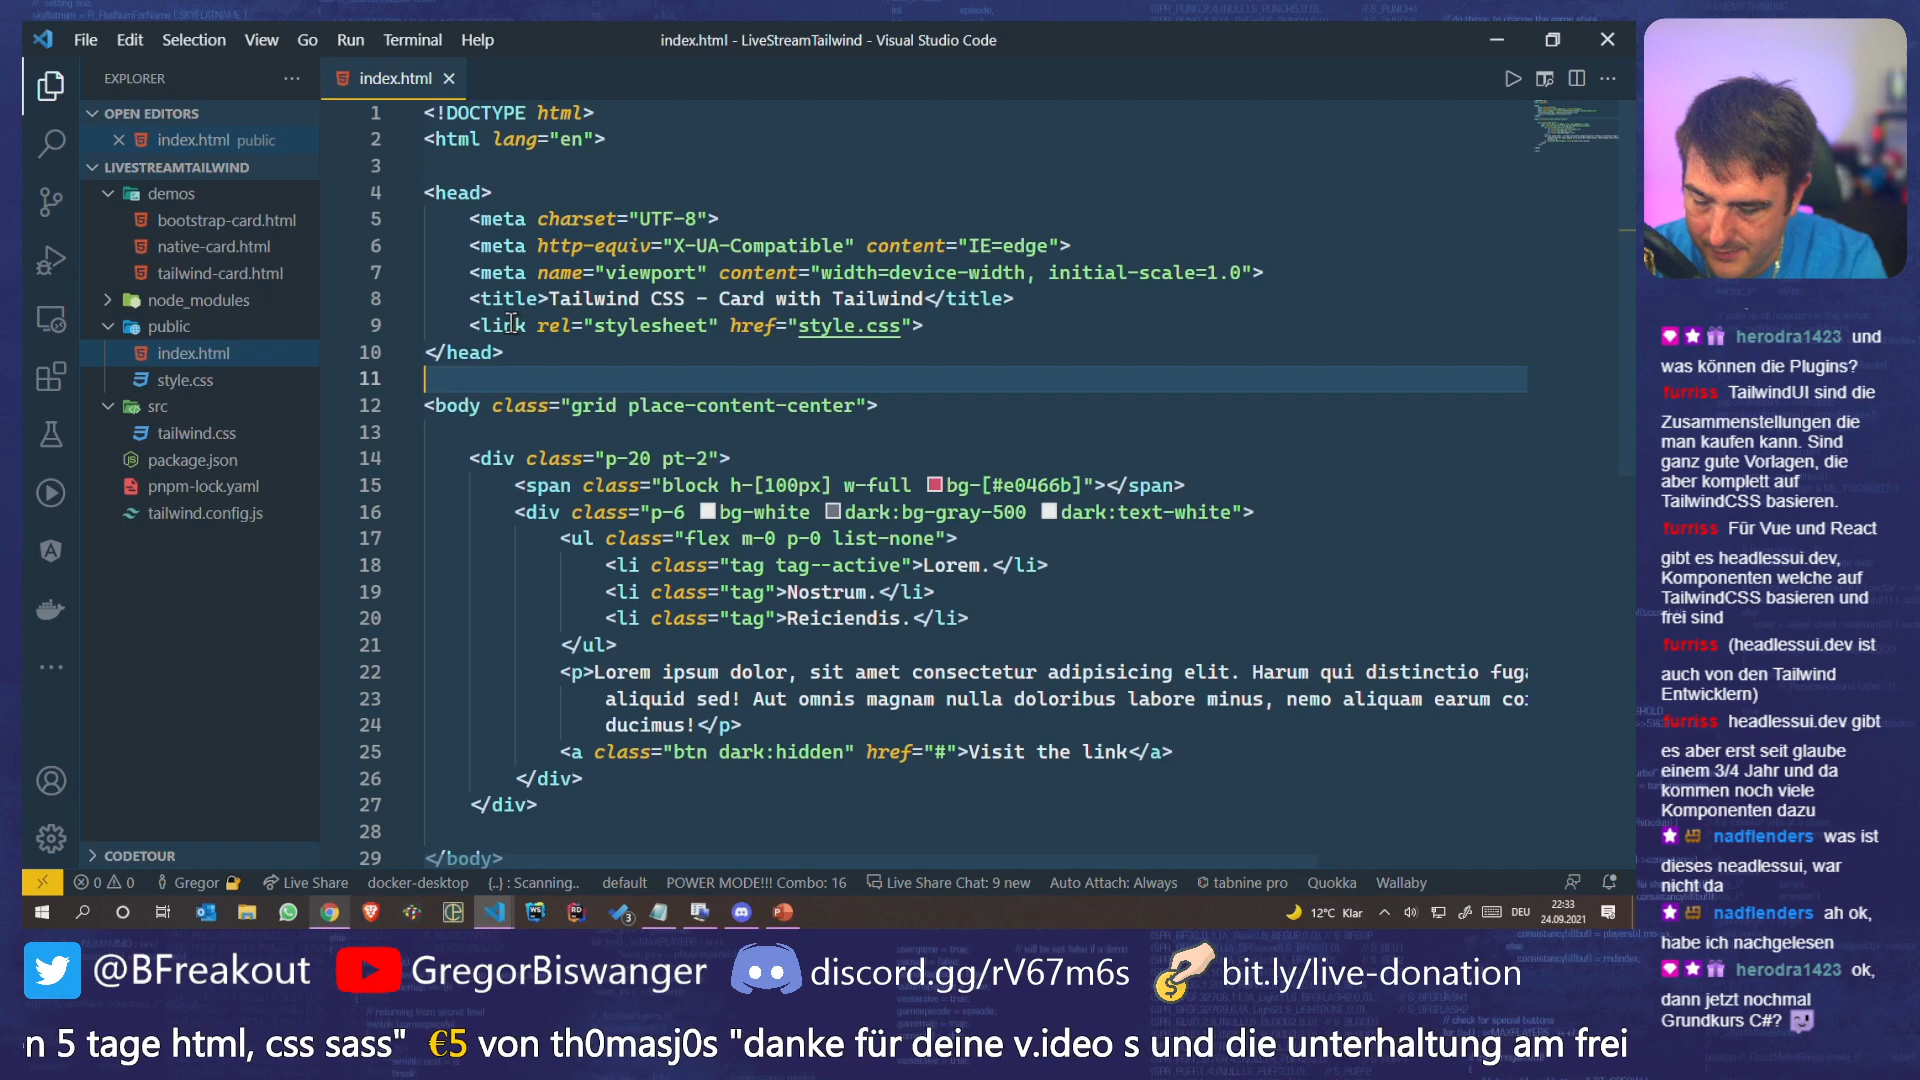 File Edit Selection View Go Run Terminal Help
index.html - LiveStreamTailwind - Visual Studio Code
EXPLORER
OPEN EDITORS
index.html public
LIVESTREAMTAILWIND
demos
bootstrap-card.html
native-card.html
tailwind-card.html
node_modules
public
index.html
style.css
src
tailwind.css
package.json
pnpm-lock.yaml
tailwind.config.js
CODETOUR
index.html
1 <!DOCTYPE html>
2 <html lang="en">
3
4 <head>
5 <meta charset="UTF-8">
6 <meta http-equiv="X-UA-Compatible" content="IE=edge">
7 <meta name="viewport" content="width=device-width, initial-scale=1.0">
8 <title>Tailwind CSS - Card with Tailwind</title>
9 <link rel="stylesheet" href="style.css">
10 </head>
11
12 <body class="grid place-content-center">
13
14 <div class="p-20 pt-2">
15 <span class="block h-[100px] w-full bg-[#e0466b]"></span>
16 <div class="p-6 bg-white dark:bg-gray-500 dark:text-white">
17 <ul class="flex m-0 p-0 list-none">
18 <li class="tag tag--active">Lorem.</li>
19 <li class="tag">Nostrum.</li>
20 <li class="tag">Reiciendis.</li>
21 </ul>
22 <p>Lorem ipsum dolor, sit amet consectetur adipisicing elit. Harum qui distinctio fuga
23 aliquid sed! Aut omnis magnam nulla doloribus labore minus, nemo aliquam earum co
24 ducimus!</p>
25 <a class="btn dark:hidden" href="#">Visit the link</a>
26 </div>
27 </div>
28
29 </body>
0 0 Gregor Live Share docker-desktop {..} : Scanning.. default POWER MODE!!! Combo: 16 Live Share Chat: 9 new Auto Attach: Always tabnine pro Quokka Wallaby
3
12°C Klar DEU
22:33
24.09.2021
herodra1423 und
was können die Plugins?
furriss TailwindUI sind die
Zusammenstellungen die
man kaufen kann. Sind
ganz gute Vorlagen, die
aber komplett auf
TailwindCSS basieren.
furriss Für Vue und React
gibt es headlessui.dev,
Komponenten welche auf
TailwindCSS basieren und
frei sind
furriss (headlessui.dev ist
auch von den Tailwind
Entwicklern)
furriss headlessui.dev gibt
es aber erst seit glaube
einem 3/4 Jahr und da
kommen noch viele
Komponenten dazu
nadflenders was ist
dieses neadlessui, war
nicht da
nadflenders ah ok,
habe ich nachgelesen
herodra1423 ok,
dann jetzt nochmal
Grundkurs C#?
@BFreakout GregorBiswanger discord.gg/rV67m6s bit.ly/live-donation
n 5 tage html, css sass" €5 von th0masj0s "danke für deine v.ideo s und die unterhaltung am frei